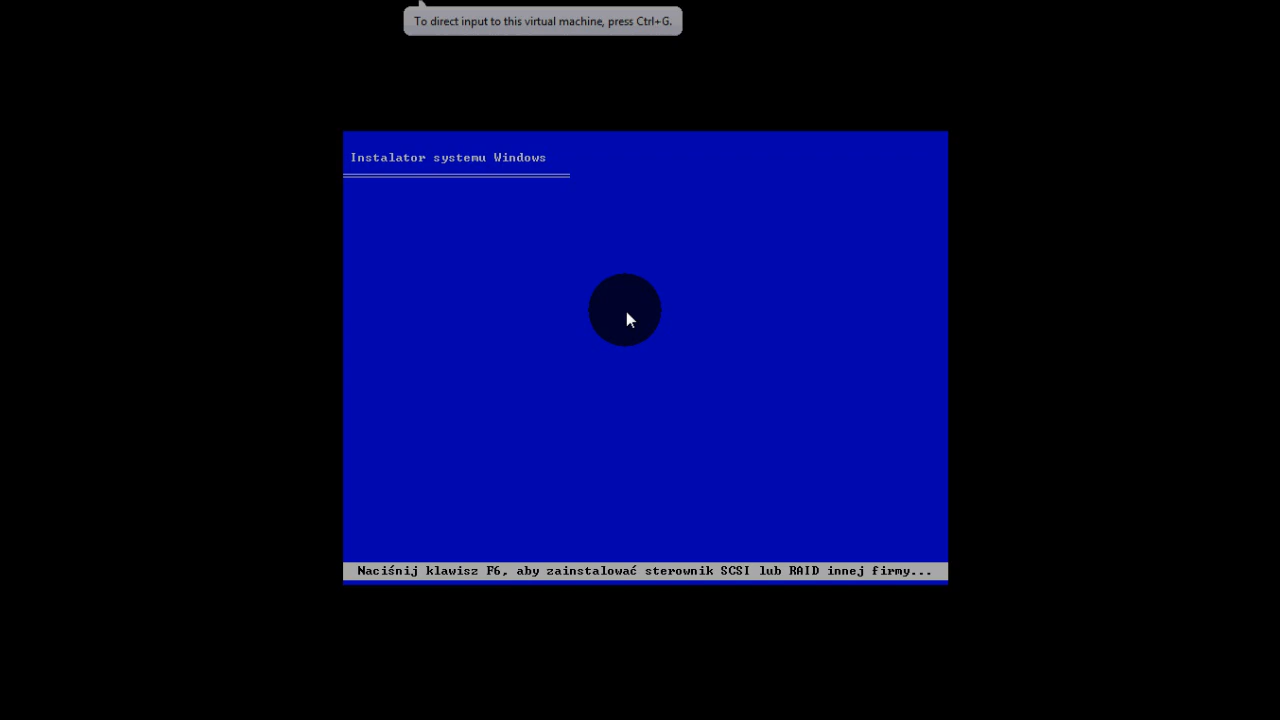 To direct input to this virtual machine, press Ctrl+G.
Instalator systemu Windows
Naciśnij klawisz F6, aby zainstalować sterownik SCSI lub RAID innej firmy...